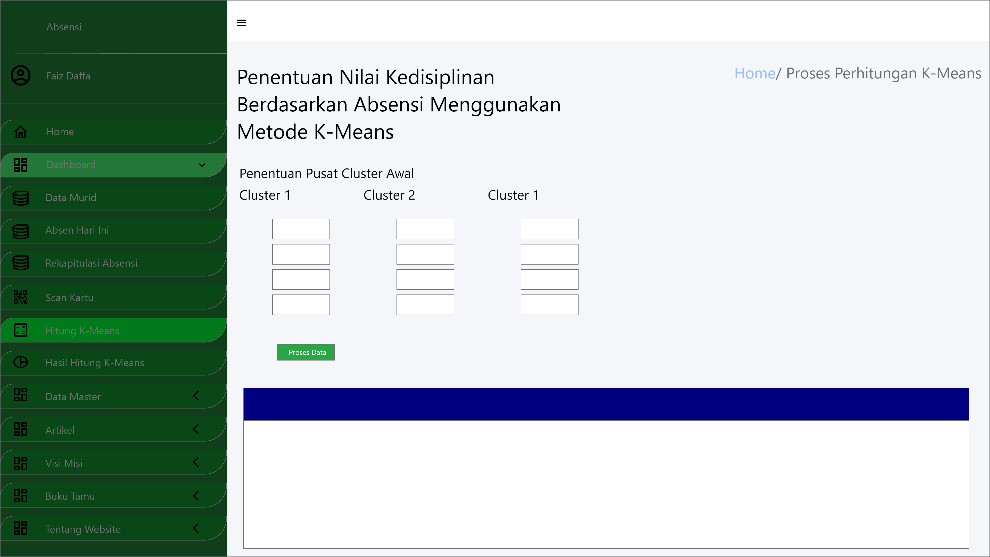 Absensi
Faiz Daffa
Home
Dashboard
Data Murid
Absen Hari Ini
Rekapitulasi Absensi
Scan Kartu
Hitung K-Means
Hasil Hitung K-Means
Data Master
Artikel
Visi Misi
Buku Tamu
Tentang Website
Home/ Proses Perhitungan K-Means
Penentuan Nilai Kedisiplinan
Berdasarkan Absensi Menggunakan
Metode K-Means
Penentuan Pusat Cluster Awal
Cluster 1 Cluster 2 Cluster 1
Proses Data